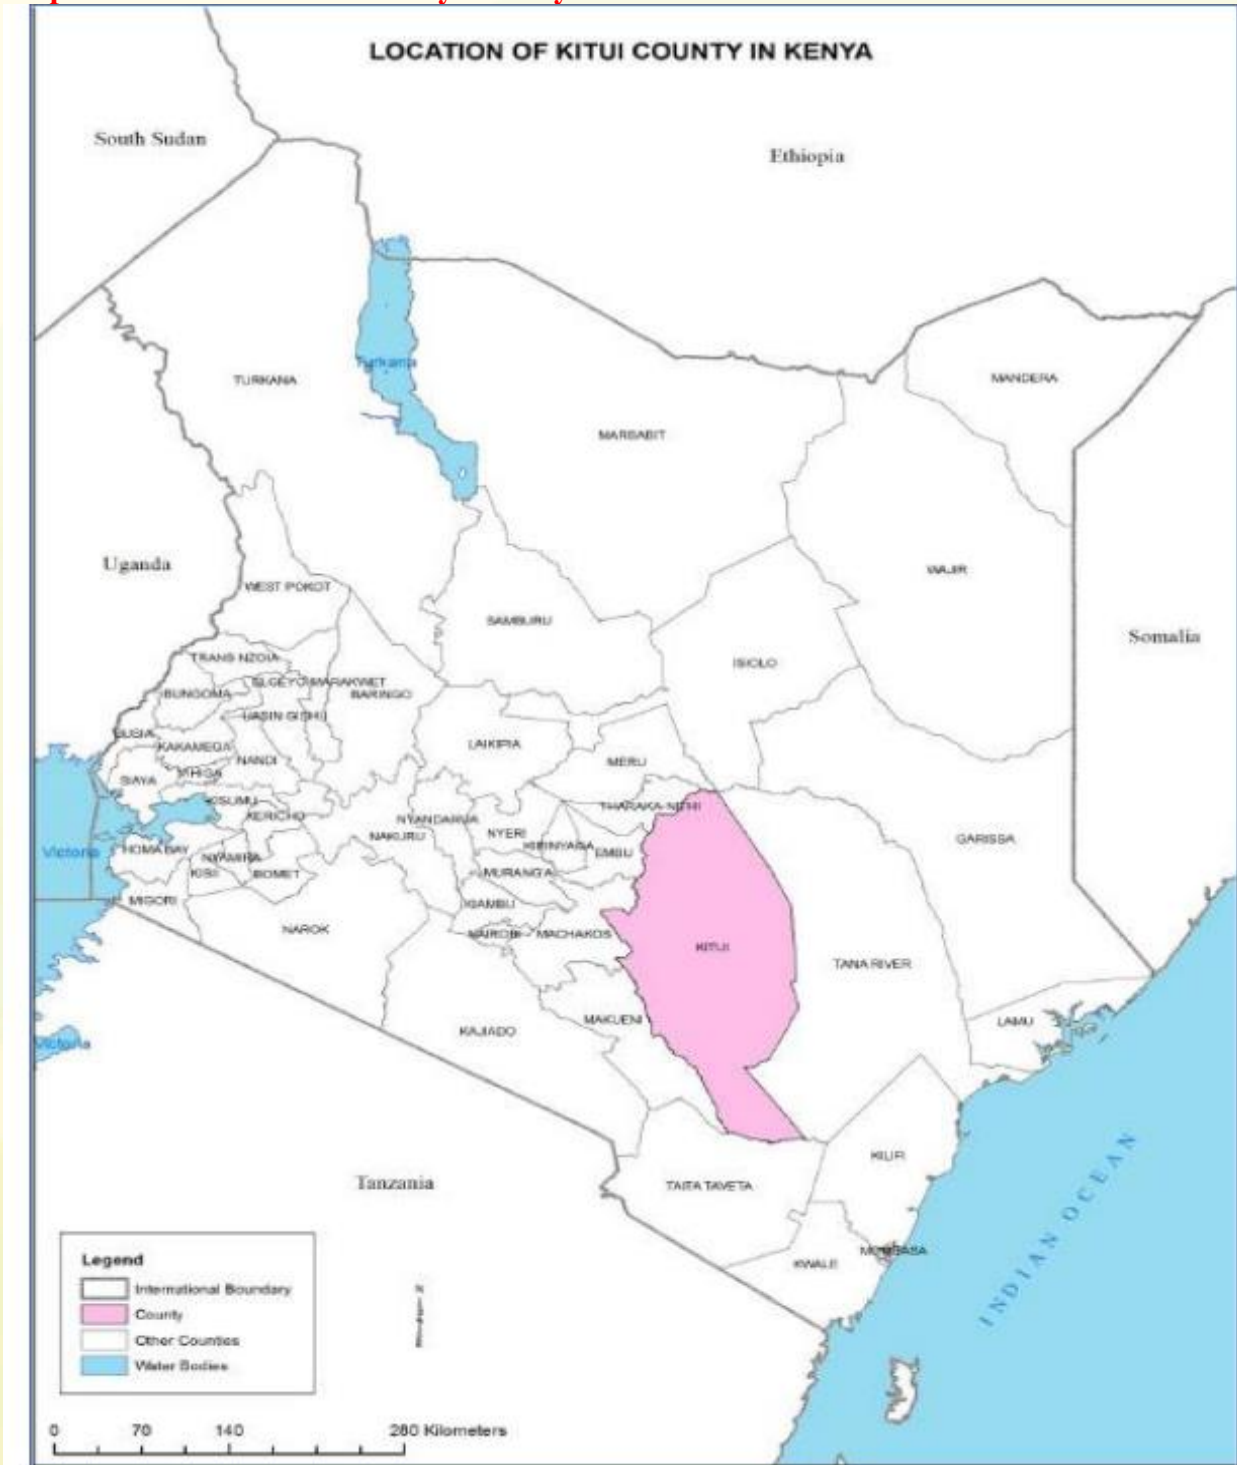 LOCATION OF KITUI COUNTY IN KENYA
South Sudan
Ethiopia
Turkana
TURKANA
MANDERA
MARSABIT
Uganda
WAJIR
WEST POKOT
SAMBURU
Somalia
TRANS NZOIA
ISIOLO
ELGEYO MARAKWET
BUNGOMA
BARINGO
UASIN GISHU
BUSIA
KAKAMEGA
LAIKIPIA
NANDI
MERU
VIHIGA
SIAYA
KISUMU
THARAKA-NITHI
KERICHO
NYANDARUA
NAKURU
NYERI
GARISSA
KIRINYAGA
EMBU
Victoria
HOMA BAY
NYAMIRA
KISII
BOMET
MURANG'A
MIGORI
KIAMBU
NAROK
NAIROBI
MACHAKOS
KITUI
TANA RIVER
LAMU
MAKUENI
KAJIADO
Victoria
KILIFI
Tanzania
TAITA TAVETA
INDIAN OCEAN
MOMBASA
KWALE
Legend
International Boundary
County
Other Counties
Water Bodies
0 70 140 280 Kilometers